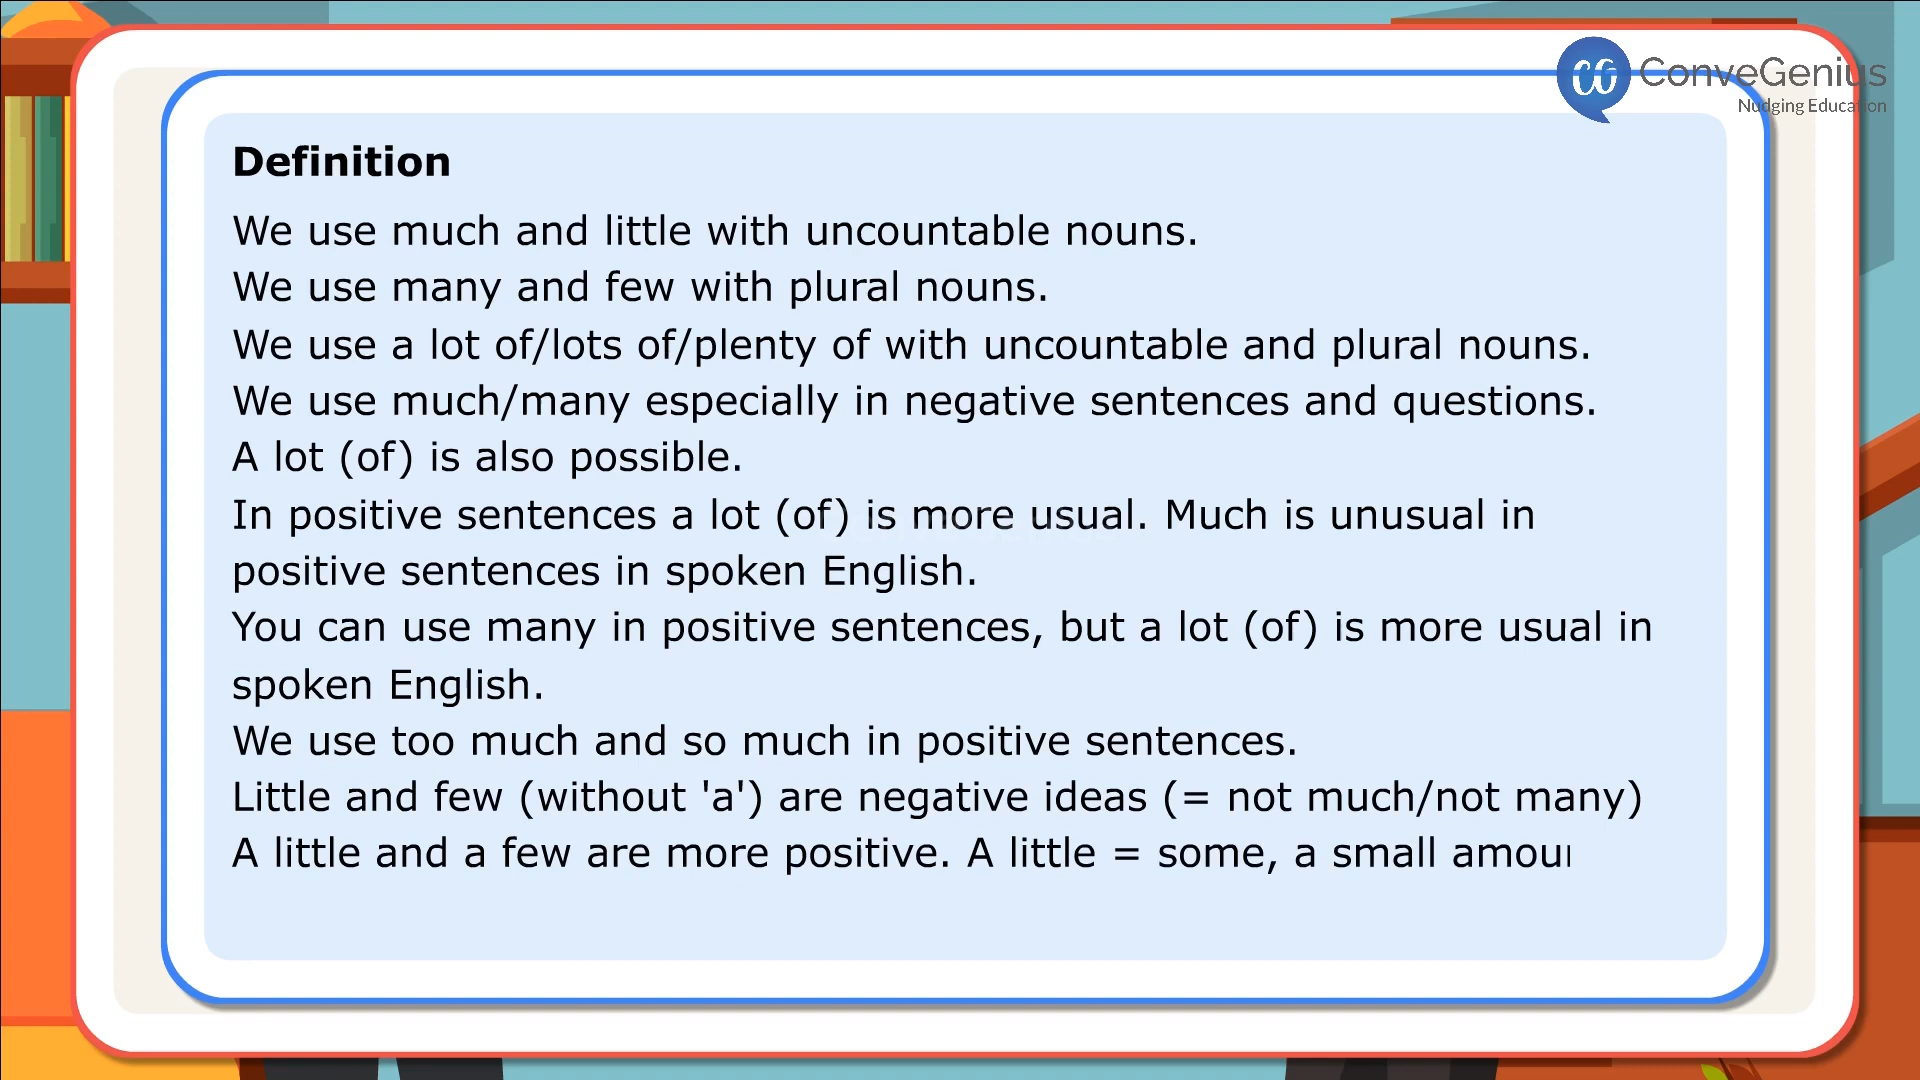 CG ConveGenius
Nudging Education
Definition
We use much and little with uncountable nouns.
We use many and few with plural nouns.
We use a lot of/lots of/plenty of with uncountable and plural nouns.
We use much/many especially in negative sentences and questions.
A lot (of) is also possible.
In positive sentences a lot (of) is more usual. Much is unusual in
positive sentences in spoken English.
You can use many in positive sentences, but a lot (of) is more usual in
spoken English.
We use too much and so much in positive sentences.
Little and few (without 'a') are negative ideas (= not much/not many)
A little and a few are more positive. A little = some, a small